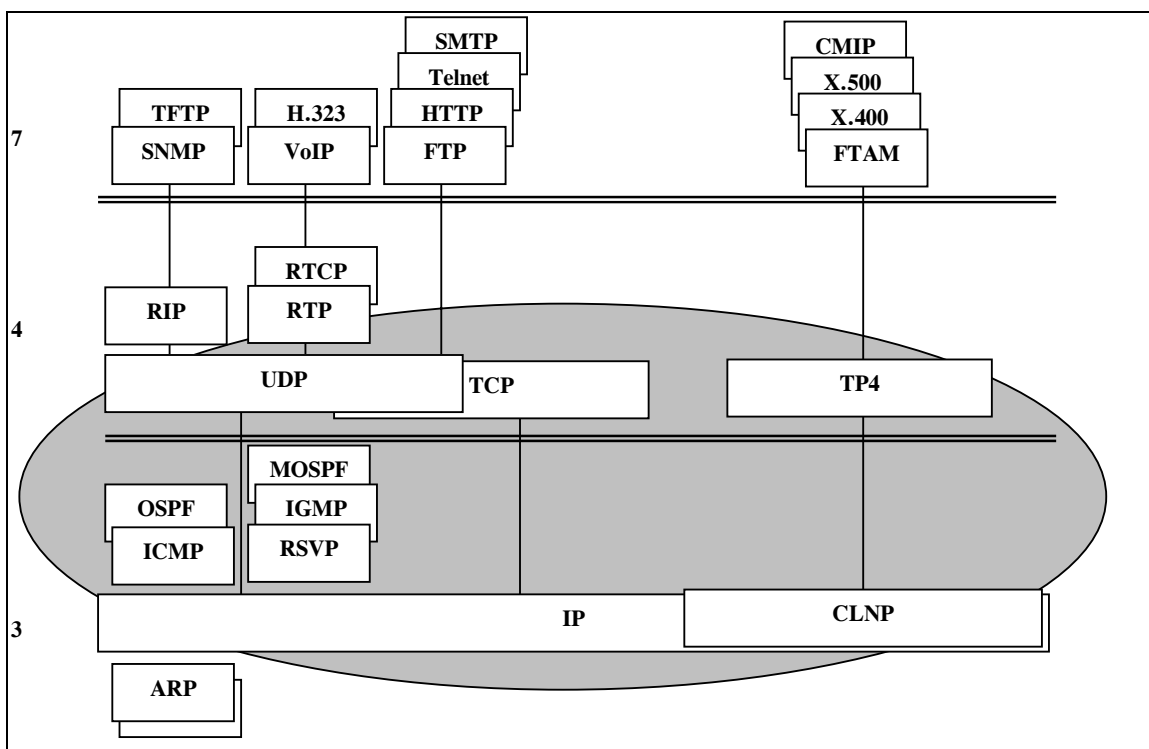 SMTP
CMIP
Telnet
X.500
TFTP
H.323
HTTP
X.400
7
SNMP
VoIP
FTP
FTAM
RTCP
RIP
RTP
4
UDP
TCP
TP4
MOSPF
OSPF
IGMP
ICMP
RSVP
3
IP
CLNP
ARP